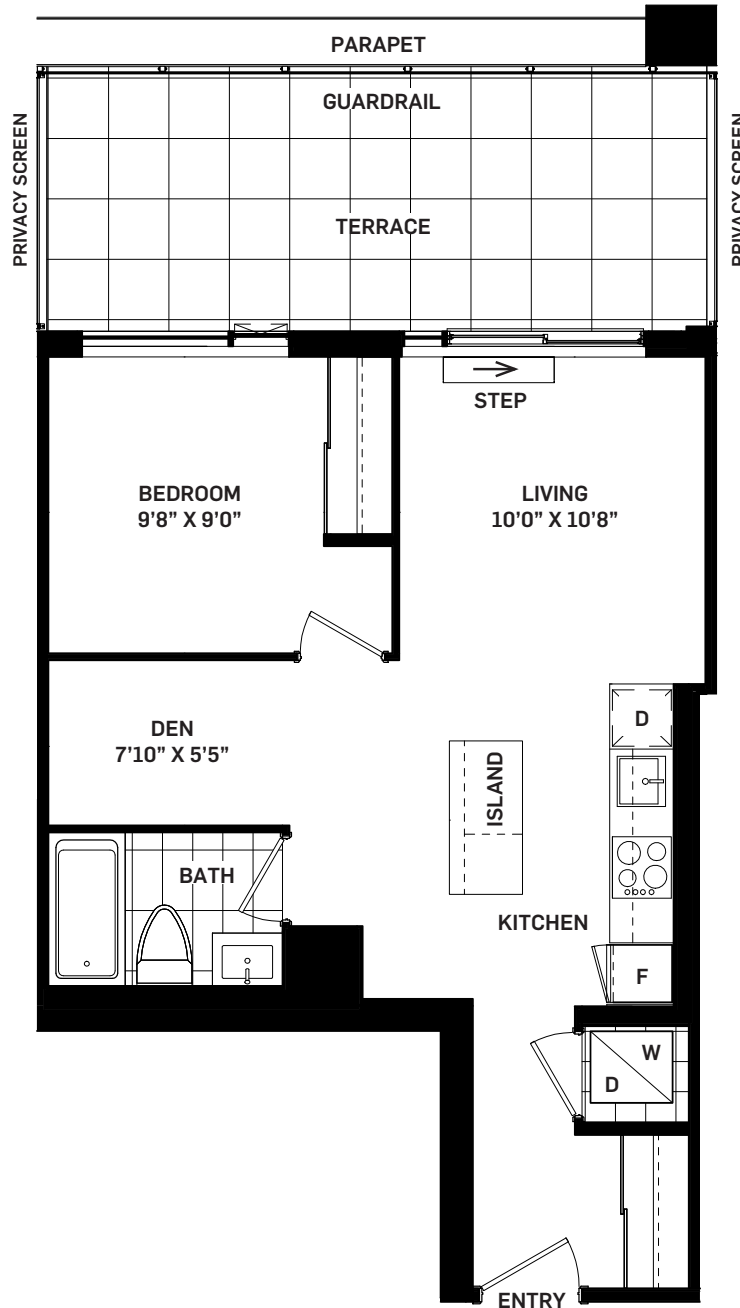 PARAPET
GUARDRAIL
PRIVACY SCREEN
PRIVACY SCREEN
TERRACE
STEP
BEDROOM
9’8” X 9’0”
LIVING
10’0” X 10’8”
DEN
7’10” X 5’5”
D
ISLAND
BATH
KITCHEN
F
W
D
ENTRY